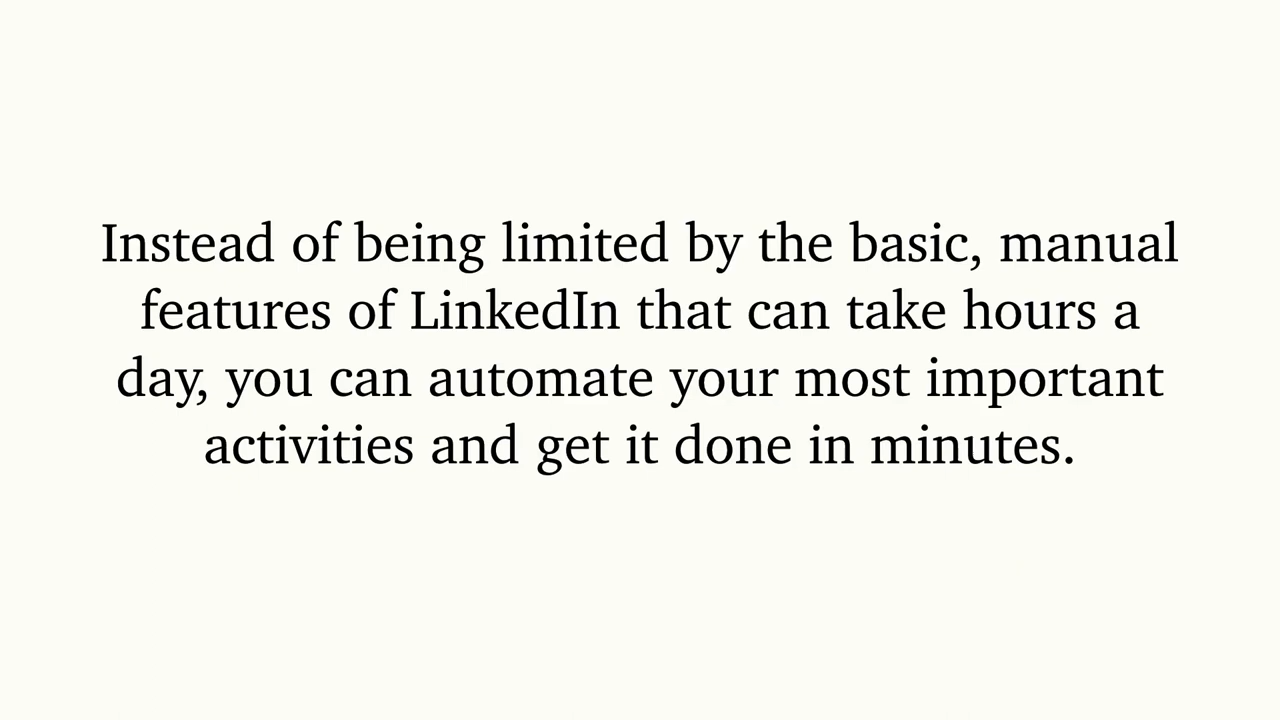 Instead of being limited by the basic, manual
features of LinkedIn that can take hours a
day, you can automate your most important
activities and get it done in minutes.